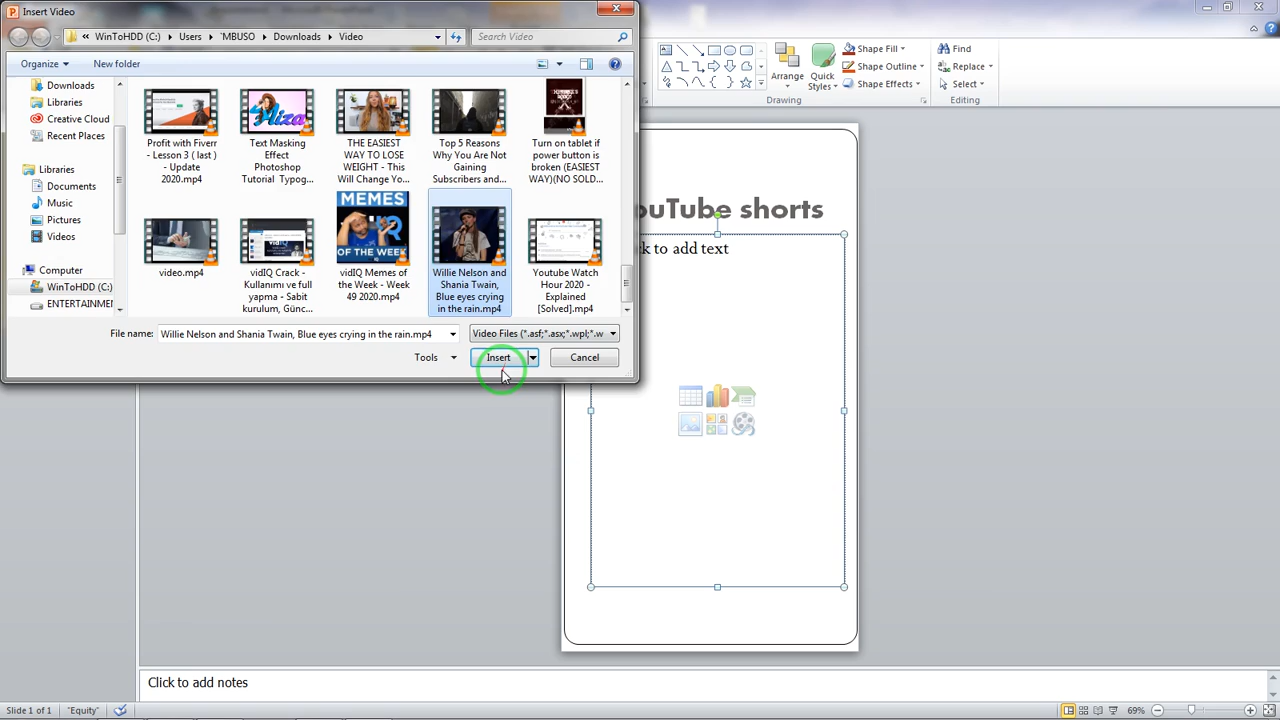 Insert Video
WinToHDD (C:) Users `MBUSO Downloads Video
Search Video
Organize
New folder
Downloads
Libraries
Creative Cloud
Recent Places
Libraries
Documents
Music
Pictures
Videos
Computer
WinToHDD (C:)
ENTERTAINME
Profit with Fiverr
- Lesson 3 ( last )
- Update
2020.mp4
Text Masking
Effect
Photoshop
Tutorial Typog...
THE EASIEST
WAY TO LOSE
WEIGHT - This
Will Change Yo...
Top 5 Reasons
Why You Are Not
Gaining
Subscribers and...
Turn on tablet if
power button is
broken (EASIEST
WAY)(NO SOLD...
video.mp4
vidIQ Crack -
Kullanımı ve full
yapma - Sabit
kurulum, Günc...
MEMES
OF THE WEEK
vidIQ Memes of
the Week - Week
49 2020.mp4
Willie Nelson and
Shania Twain,
Blue eyes crying
in the rain.mp4
Youtube Watch
Hour 2020 -
Explained
[Solved].mp4
File name:
Willie Nelson and Shania Twain, Blue eyes crying in the rain.mp4
Video Files (*.asf;*.asx;*.wpl;*.w
Tools
Insert
Cancel
Arrange
Quick
Styles
Shape Fill
Shape Outline
Shape Effects
Drawing
Find
Replace
Select
Editing
ouTube shorts
ck to add text
Click to add notes
Slide 1 of 1
"Equity"
69%